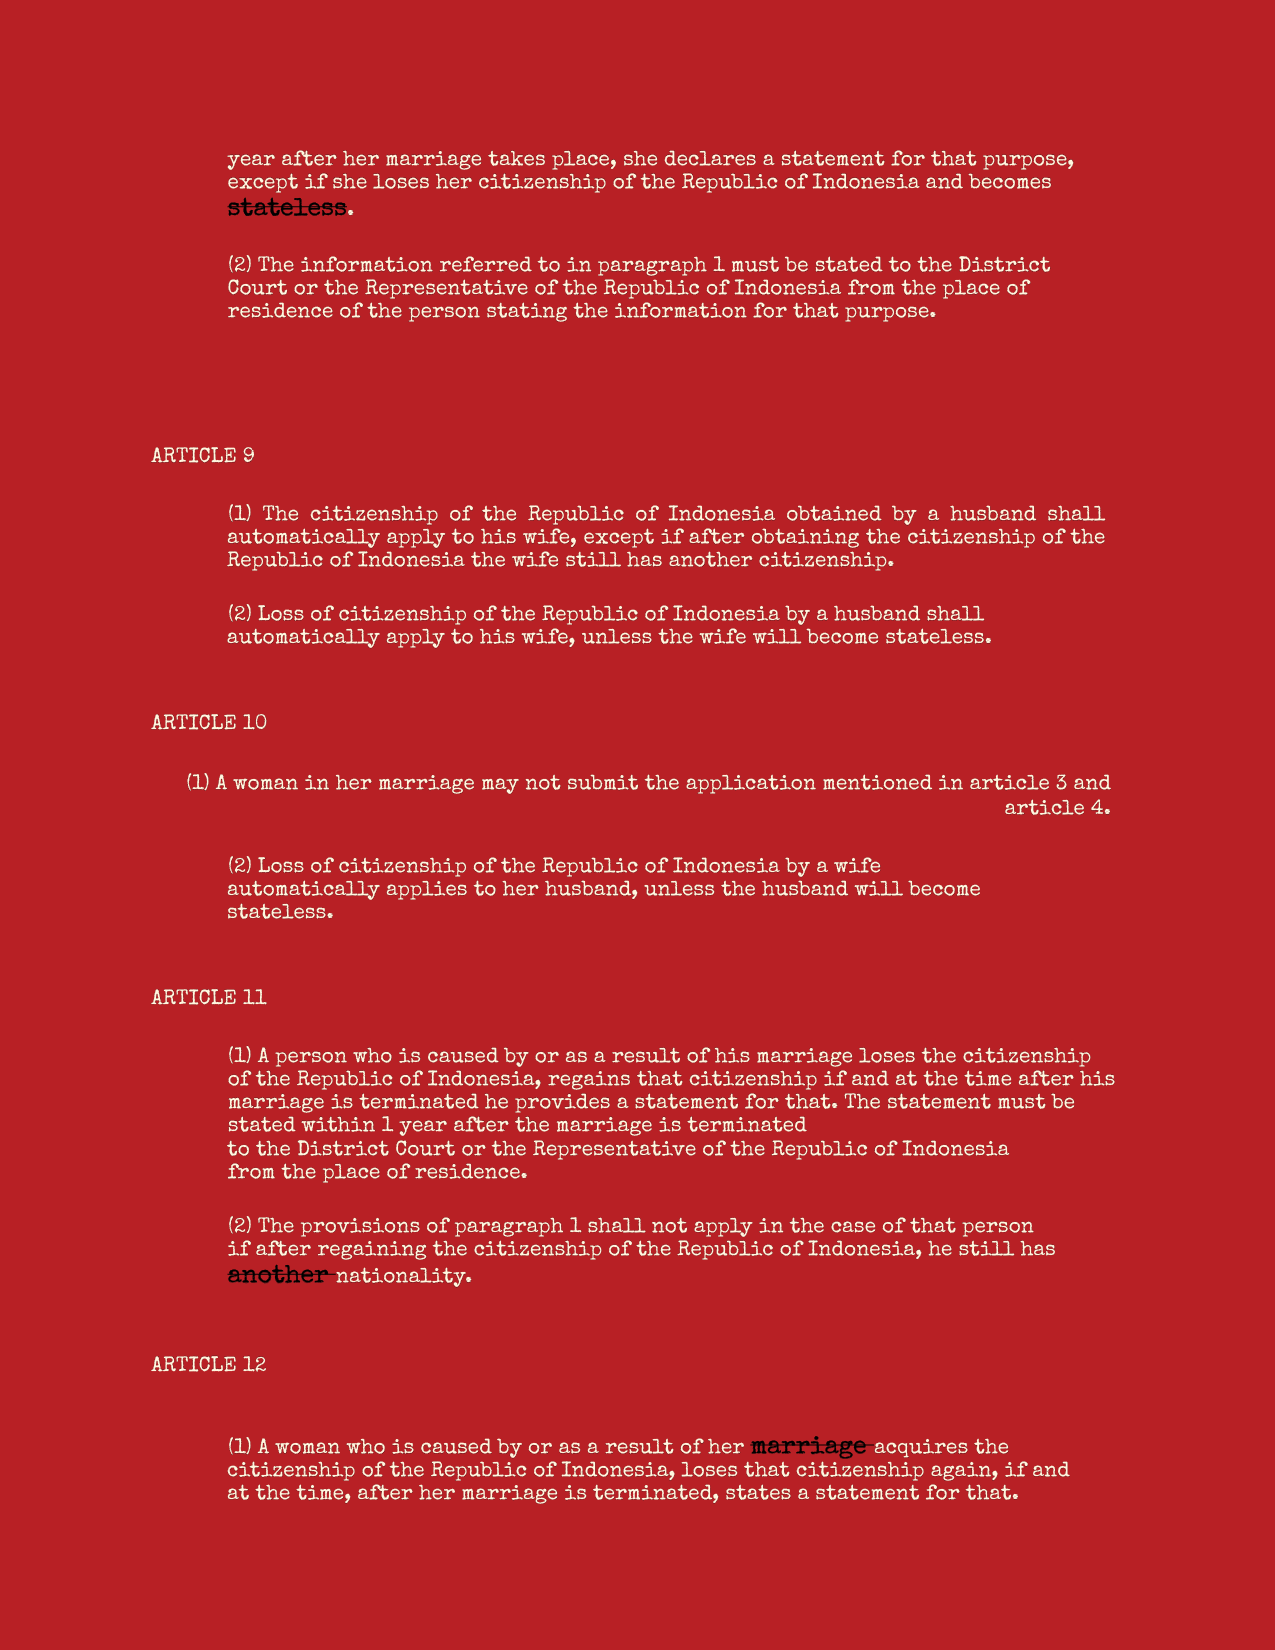 year after her marriage takes place, she declares a statement for that purpose,
except if she loses her citizenship of the Republic of Indonesia and becomes
stateless.
(2) The information referred to in paragraph 1 must be stated to the District
Court or the Representative of the Republic of Indonesia from the place of
residence of the person stating the information for that purpose.
ARTICLE 9
(1) The citizenship of the Republic of Indonesia obtained by a husband shall
automatically apply to his wife, except if after obtaining the citizenship of the
Republic of Indonesia the wife still has another citizenship.
(2) Loss of citizenship of the Republic of Indonesia by a husband shall
automatically apply to his wife, unless the wife will become stateless.
ARTICLE 10
(1) A woman in her marriage may not submit the application mentioned in article 3 and
article 4.
(2) Loss of citizenship of the Republic of Indonesia by a wife
automatically applies to her husband, unless the husband will become
stateless.
ARTICLE 11
(1) A person who is caused by or as a result of his marriage loses the citizenship
of the Republic of Indonesia, regains that citizenship if and at the time after his
marriage is terminated he provides a statement for that. The statement must be
stated within 1 year after the marriage is terminated
to the District Court or the Representative of the Republic of Indonesia
from the place of residence.
(2) The provisions of paragraph 1 shall not apply in the case of that person
if after regaining the citizenship of the Republic of Indonesia, he still has
another nationality.
ARTICLE 12
(1) A woman who is caused by or as a result of her marriage acquires the
citizenship of the Republic of Indonesia, loses that citizenship again, if and
at the time, after her marriage is terminated, states a statement for that.